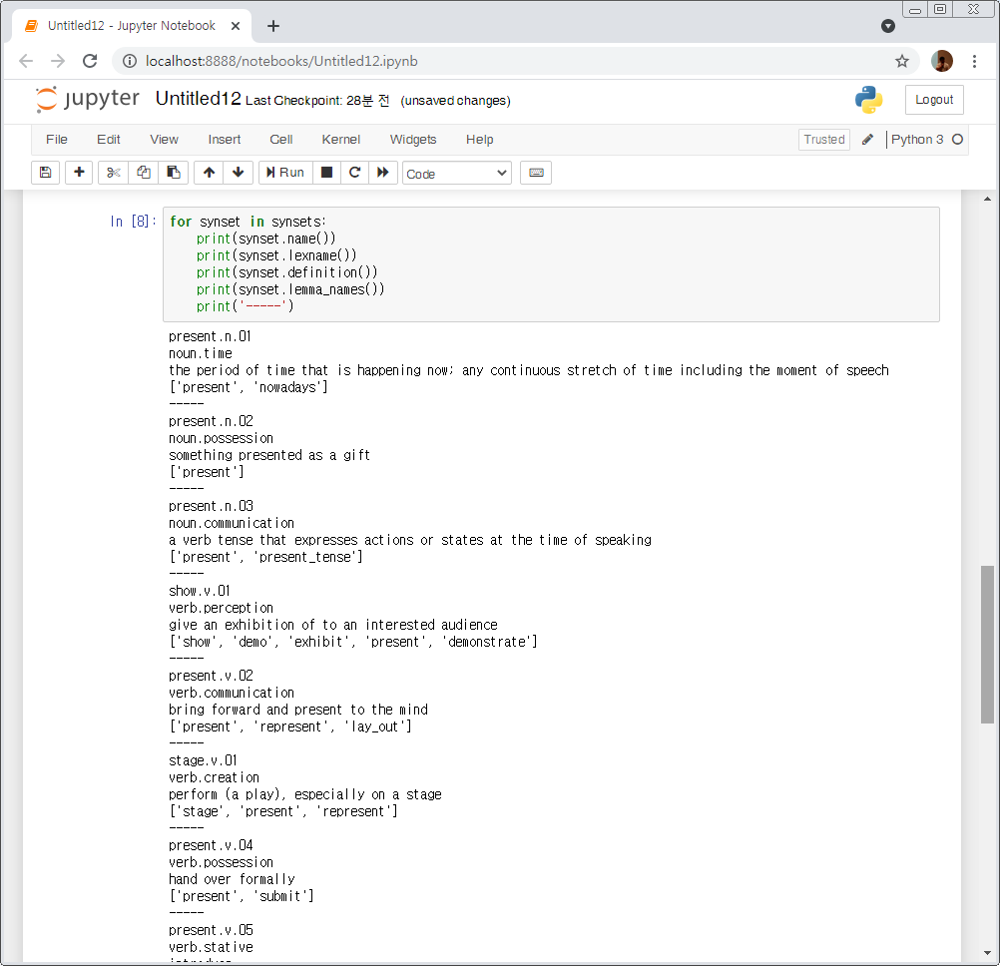 Untitled12 - Jupyter Notebook
localhost:8888/notebooks/Untitled12.ipynb
jupyter Untitled12 Last Checkpoint: 28분 전 (unsaved changes)
Logout
File Edit View Insert Cell Kernel Widgets Help
Trusted Python 3
Run Code
In [8]: for synset in synsets:
    print(synset.name())
    print(synset.lexname())
    print(synset.definition())
    print(synset.lemma_names())
    print('-----')
present.n.01
noun.time
the period of time that is happening now; any continuous stretch of time including the moment of speech
['present', 'nowadays']
-----
present.n.02
noun.possession
something presented as a gift
['present']
-----
present.n.03
noun.communication
a verb tense that expresses actions or states at the time of speaking
['present', 'present_tense']
-----
show.v.01
verb.perception
give an exhibition of to an interested audience
['show', 'demo', 'exhibit', 'present', 'demonstrate']
-----
present.v.02
verb.communication
bring forward and present to the mind
['present', 'represent', 'lay_out']
-----
stage.v.01
verb.creation
perform (a play), especially on a stage
['stage', 'present', 'represent']
-----
present.v.04
verb.possession
hand over formally
['present', 'submit']
-----
present.v.05
verb.stative